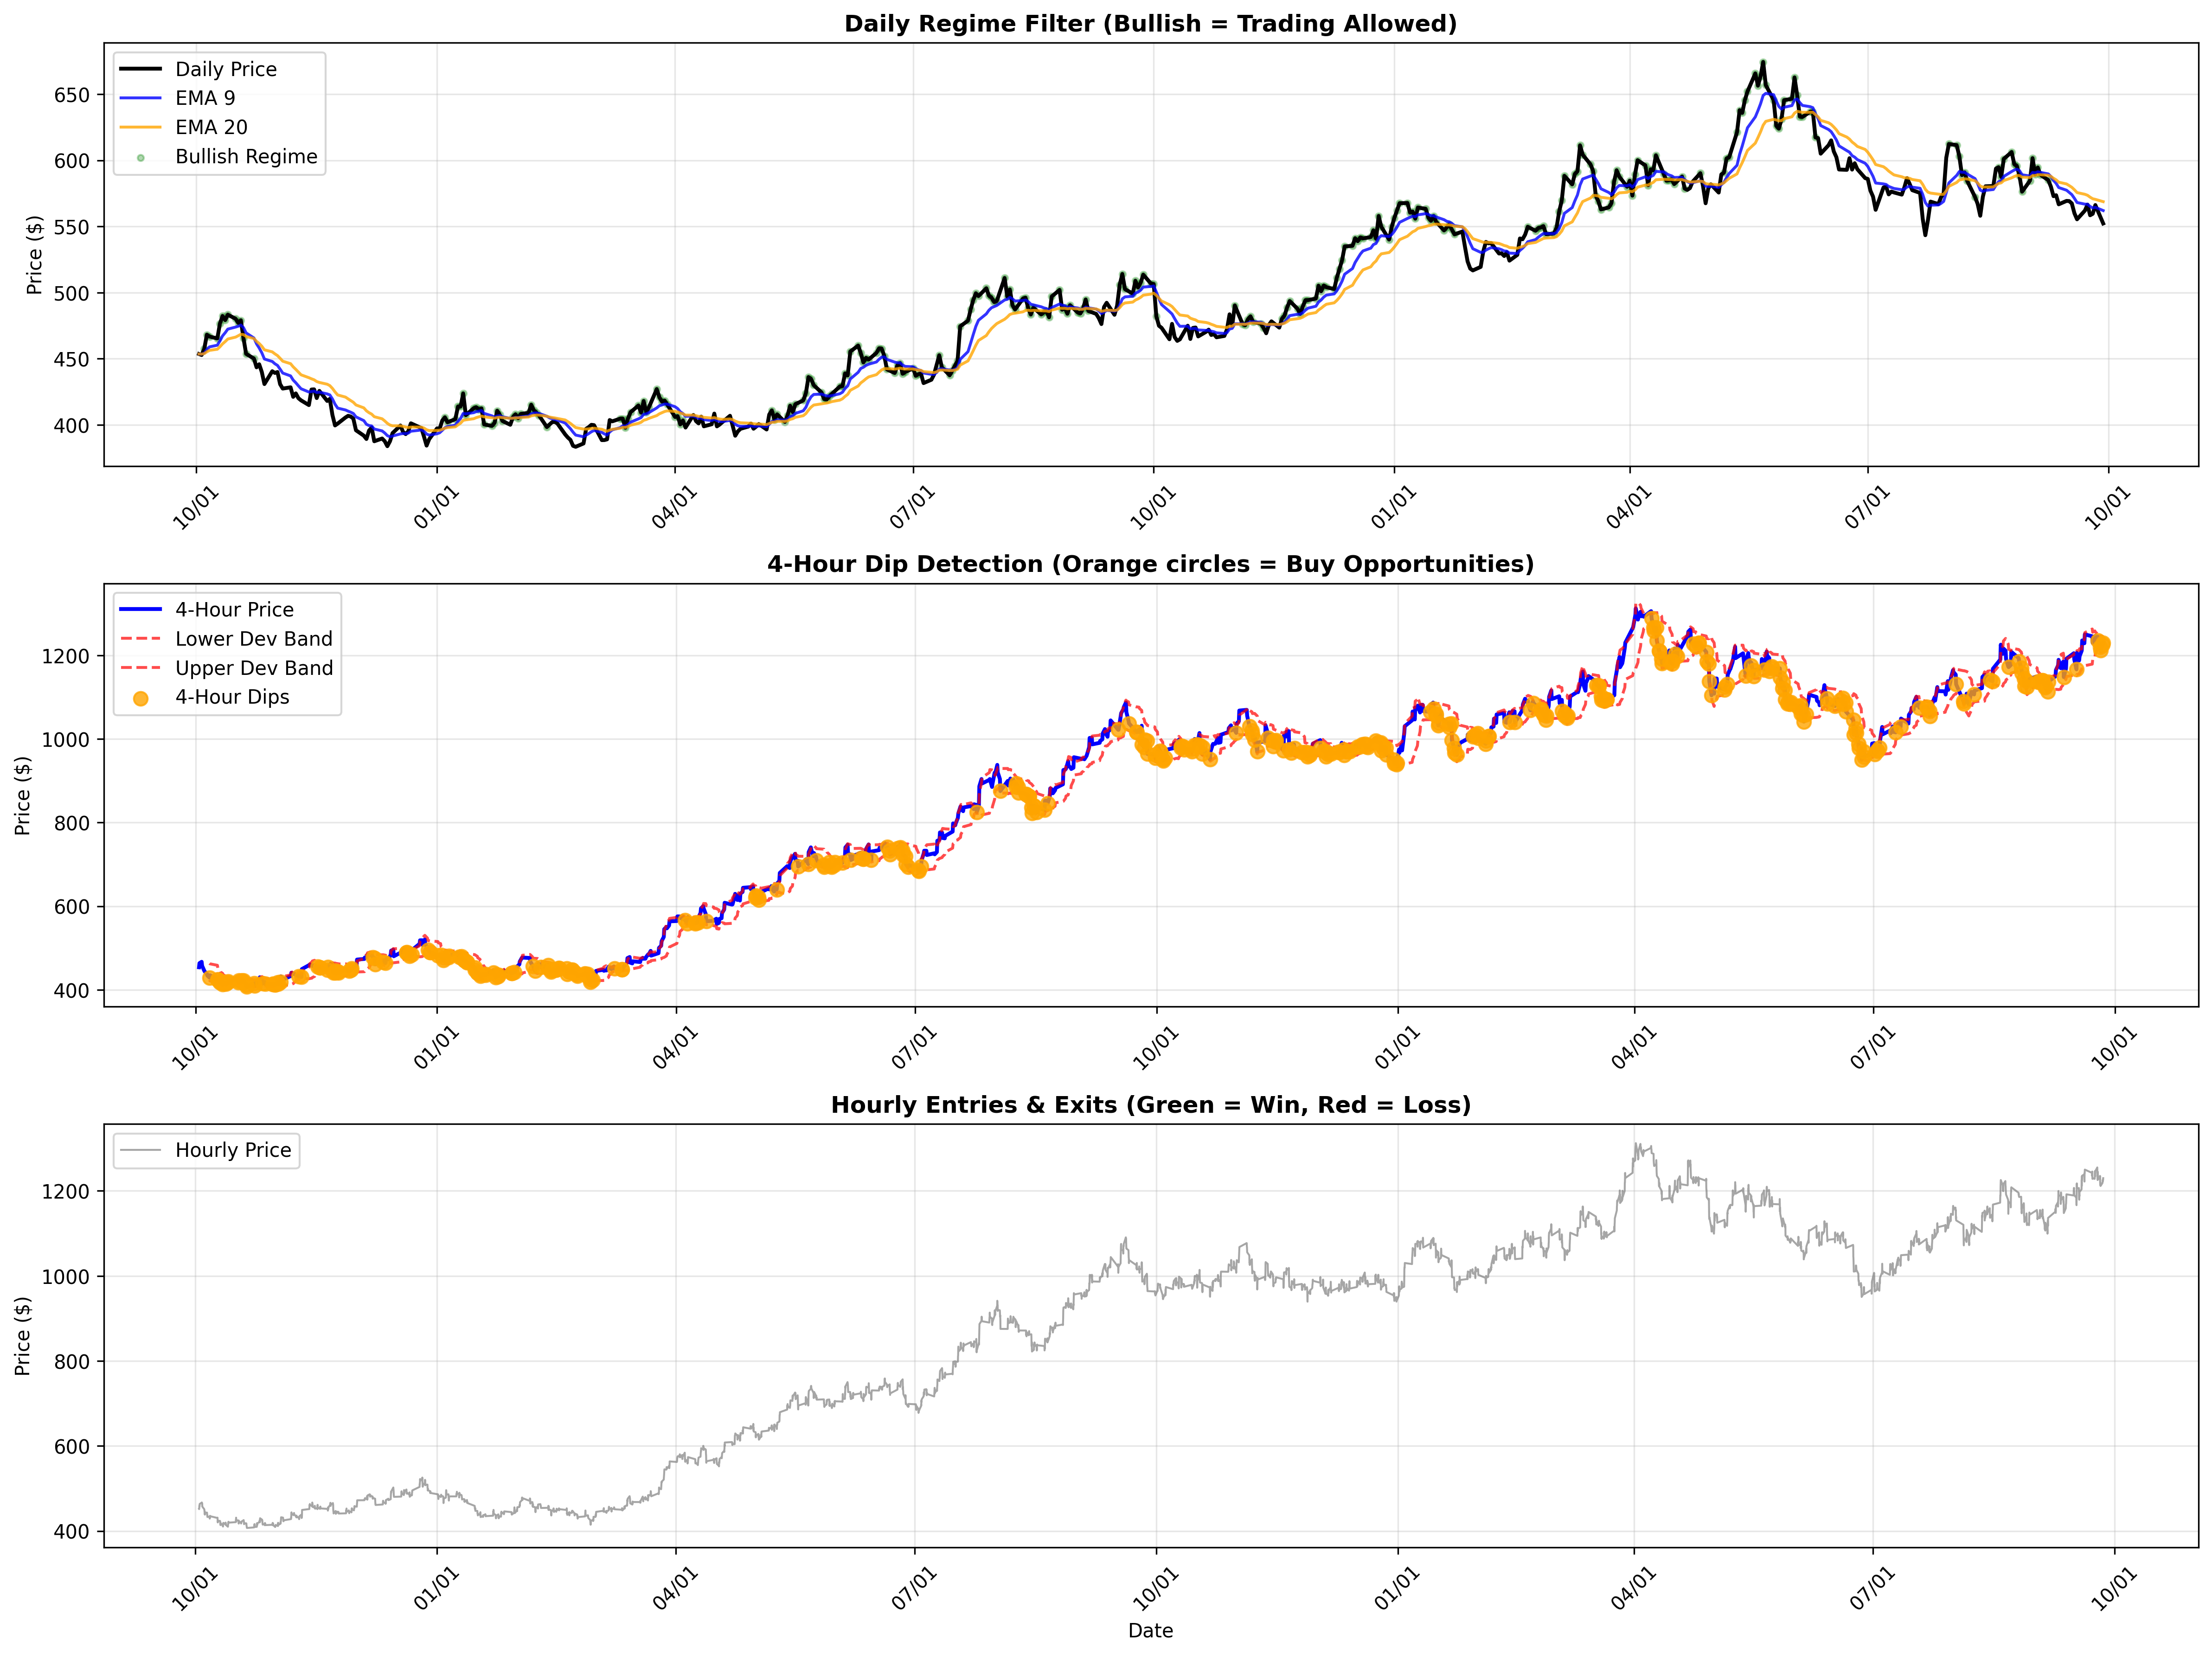 Daily Regime Filter (Bullish = Trading Allowed)
Daily Price
EMA 9
EMA 20
Bullish Regime
Price ($)
650
600
550
500
450
400
10/01
01/01
04/01
07/01
10/01
01/01
04/01
07/01
10/01
4-Hour Dip Detection (Orange circles = Buy Opportunities)
4-Hour Price
Lower Dev Band
Upper Dev Band
4-Hour Dips
Price ($)
1200
1000
800
600
400
10/01
01/01
04/01
07/01
10/01
01/01
04/01
07/01
10/01
Hourly Entries & Exits (Green = Win, Red = Loss)
Hourly Price
Price ($)
1200
1000
800
600
400
10/01
01/01
04/01
07/01
10/01
01/01
04/01
07/01
10/01
Date